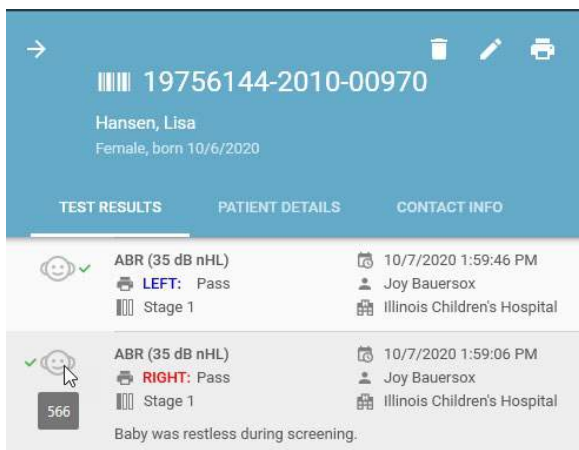 19756144-2010-00970
Hansen, Lisa
Female, born 10/6/2020
TEST RESULTS PATIENT DETAILS CONTACT INFO
ABR (35 dB nHL) 10/7/2020 1:59:46 PM
LEFT: Pass Joy Bauersox
Stage 1 Illinois Children's Hospital
ABR (35 dB nHL) 10/7/2020 1:59:06 PM
RIGHT: Pass Joy Bauersox
566 Stage 1 Illinois Children's Hospital
Baby was restless during screening.